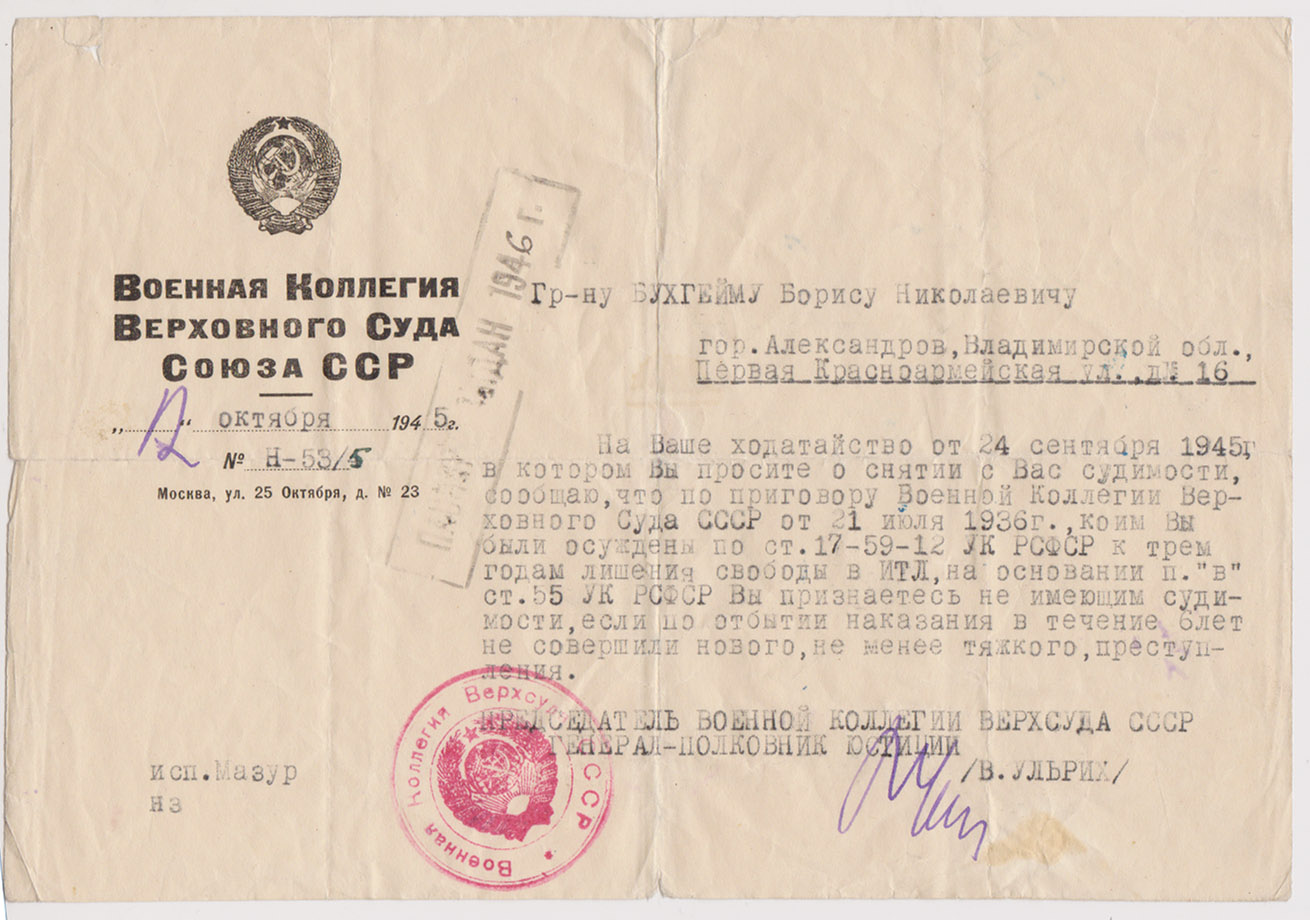 Военная Коллегия
Верховного Суда
Союза ССР
„12“ октября 1945г.
№ Н-53/5
Москва, ул. 25 Октября, д. № 23
ВЫДАН 1946 г.
Гр-ну БУХГЕЙМУ Борису Николаевичу
гор.Александров,Владимирской обл.,
Первая Красноармейская ул.,д№ 16
На Ваше ходатайство от 24 сентября 1945г
в котором Вы просите о снятии с Вас судимости,
сообщаю,что по приговору Военной Коллегии Вер-
ховного Суда СССР от 21 июля 1936г.,коим Вы
были осуждены по ст.17-59-12 УК РСФСР к трем
годам лишения свободы в ИТЛ,на основании п."в"
ст.55 УК РСФСР Вы признаетесь не имеющим суди-
мости,если по отбытии наказания в течение 6лет
не совершили нового,не менее тяжкого,преступ-
ления.
ПРЕДСЕДАТЕЛЬ ВОЕННОЙ КОЛЛЕГИИ ВЕРХСУДА СССР
ГЕНЕРАЛ-ПОЛКОВНИК ЮСТИЦИИ
/В.УЛЬРИХ/
Военная Коллегия Верхсуда СССР
исп.Мазур
нз